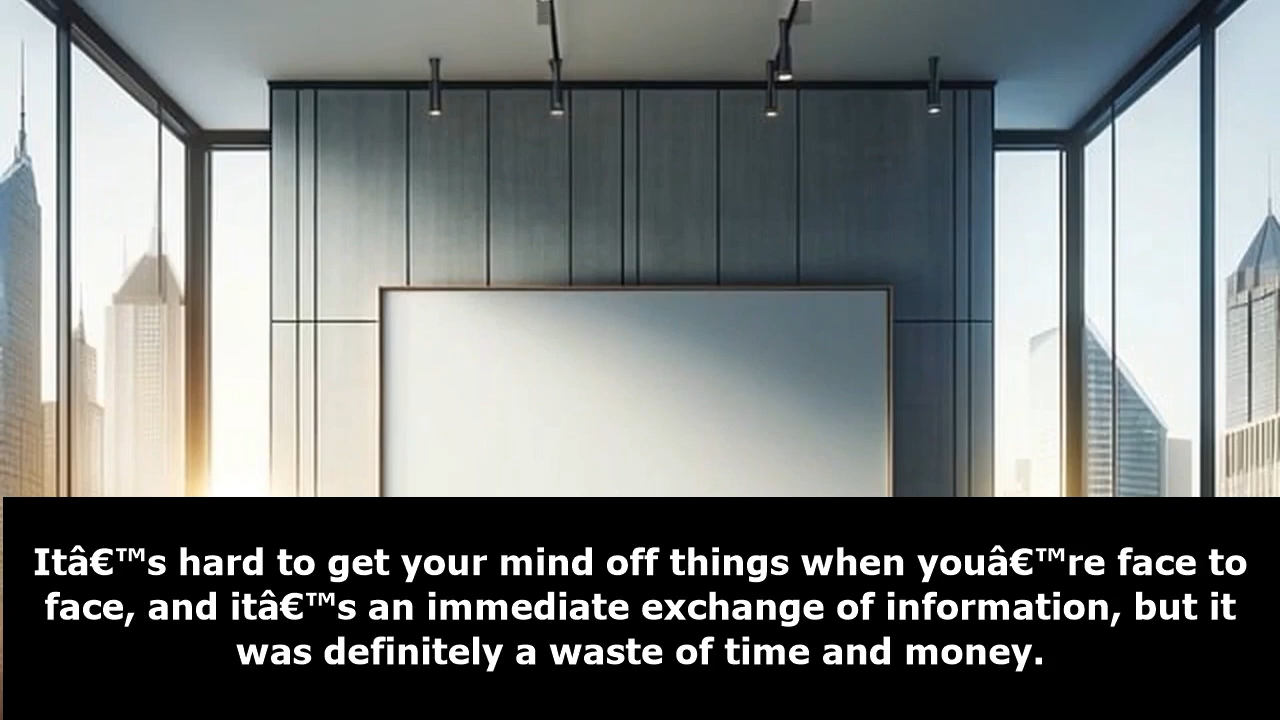 Itâ€™s hard to get your mind off things when youâ€™re face to
face, and itâ€™s an immediate exchange of information, but it
was definitely a waste of time and money.